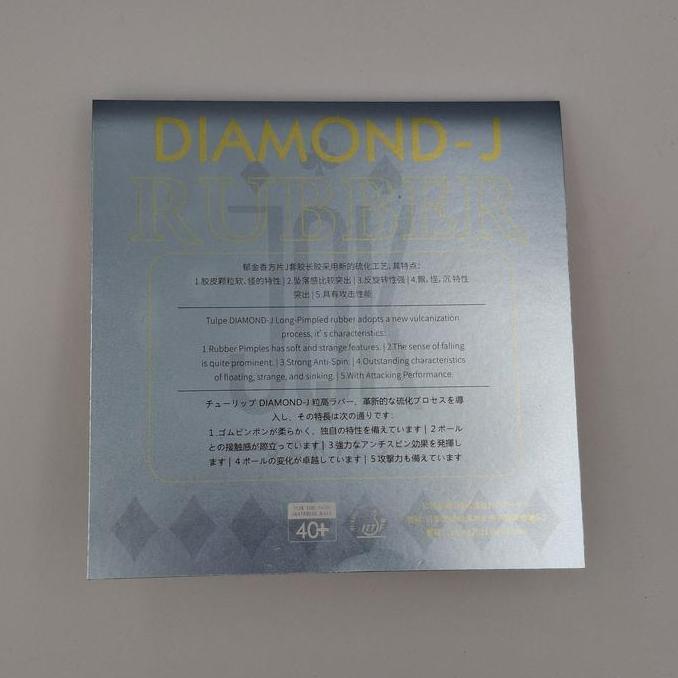 DIAMOND-J
RUBBER
郁金香方片J套胶长胶采用新的硫化工艺,其特点:
1.胶皮颗粒软、怪的特性 | 2.坠落感比较突出 | 3.反旋转性强 | 4.飘,怪,沉 特性
突出 | 5.具有攻击性能
Tulpe DIAMOND-J Long-Pimpled rubber adopts a new vulcanization
process, it's characteristics:
1.Rubber Pimples has soft and strange features. | 2.The sense of falling
is quite prominent. | 3.Strong Anti-Spin. | 4.Outstanding characteristics
of floating, strange, and sinking. | 5.With Attacking Performance.
チューリップ DIAMOND-J 粒高ラバー、革新的な硫化プロセスを導
入し、その特長は次の通りです:
1.ゴムピンポンが柔らかく、独自の特性を備えています | 2 ボール
との接触感が際立っています | 3 強力なアンチスピン効果を発揮し
ます | 4 ボールの変化が卓越しています | 5 攻撃力も備えています
FOR THE NEW
MATERIAL BALL
40+